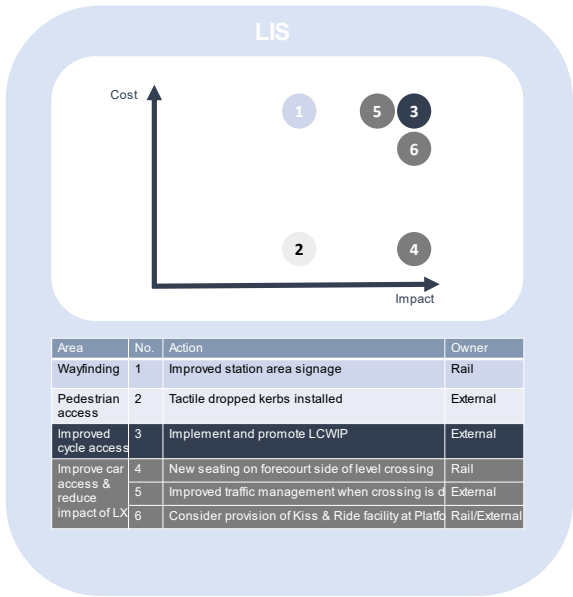 LIS
Cost
1
5
3
6
2
4
Impact
Area No. Action Owner
Wayfinding 1 Improved station area signage Rail
Pedestrian access 2 Tactile dropped kerbs installed External
Improved cycle access 3 Implement and promote LCWIP External
Improve car access & reduce impact of LX 4 New seating on forecourt side of level crossing Rail
5 Improved traffic management when crossing is d External
6 Consider provision of Kiss & Ride facility at Platfo Rail/External